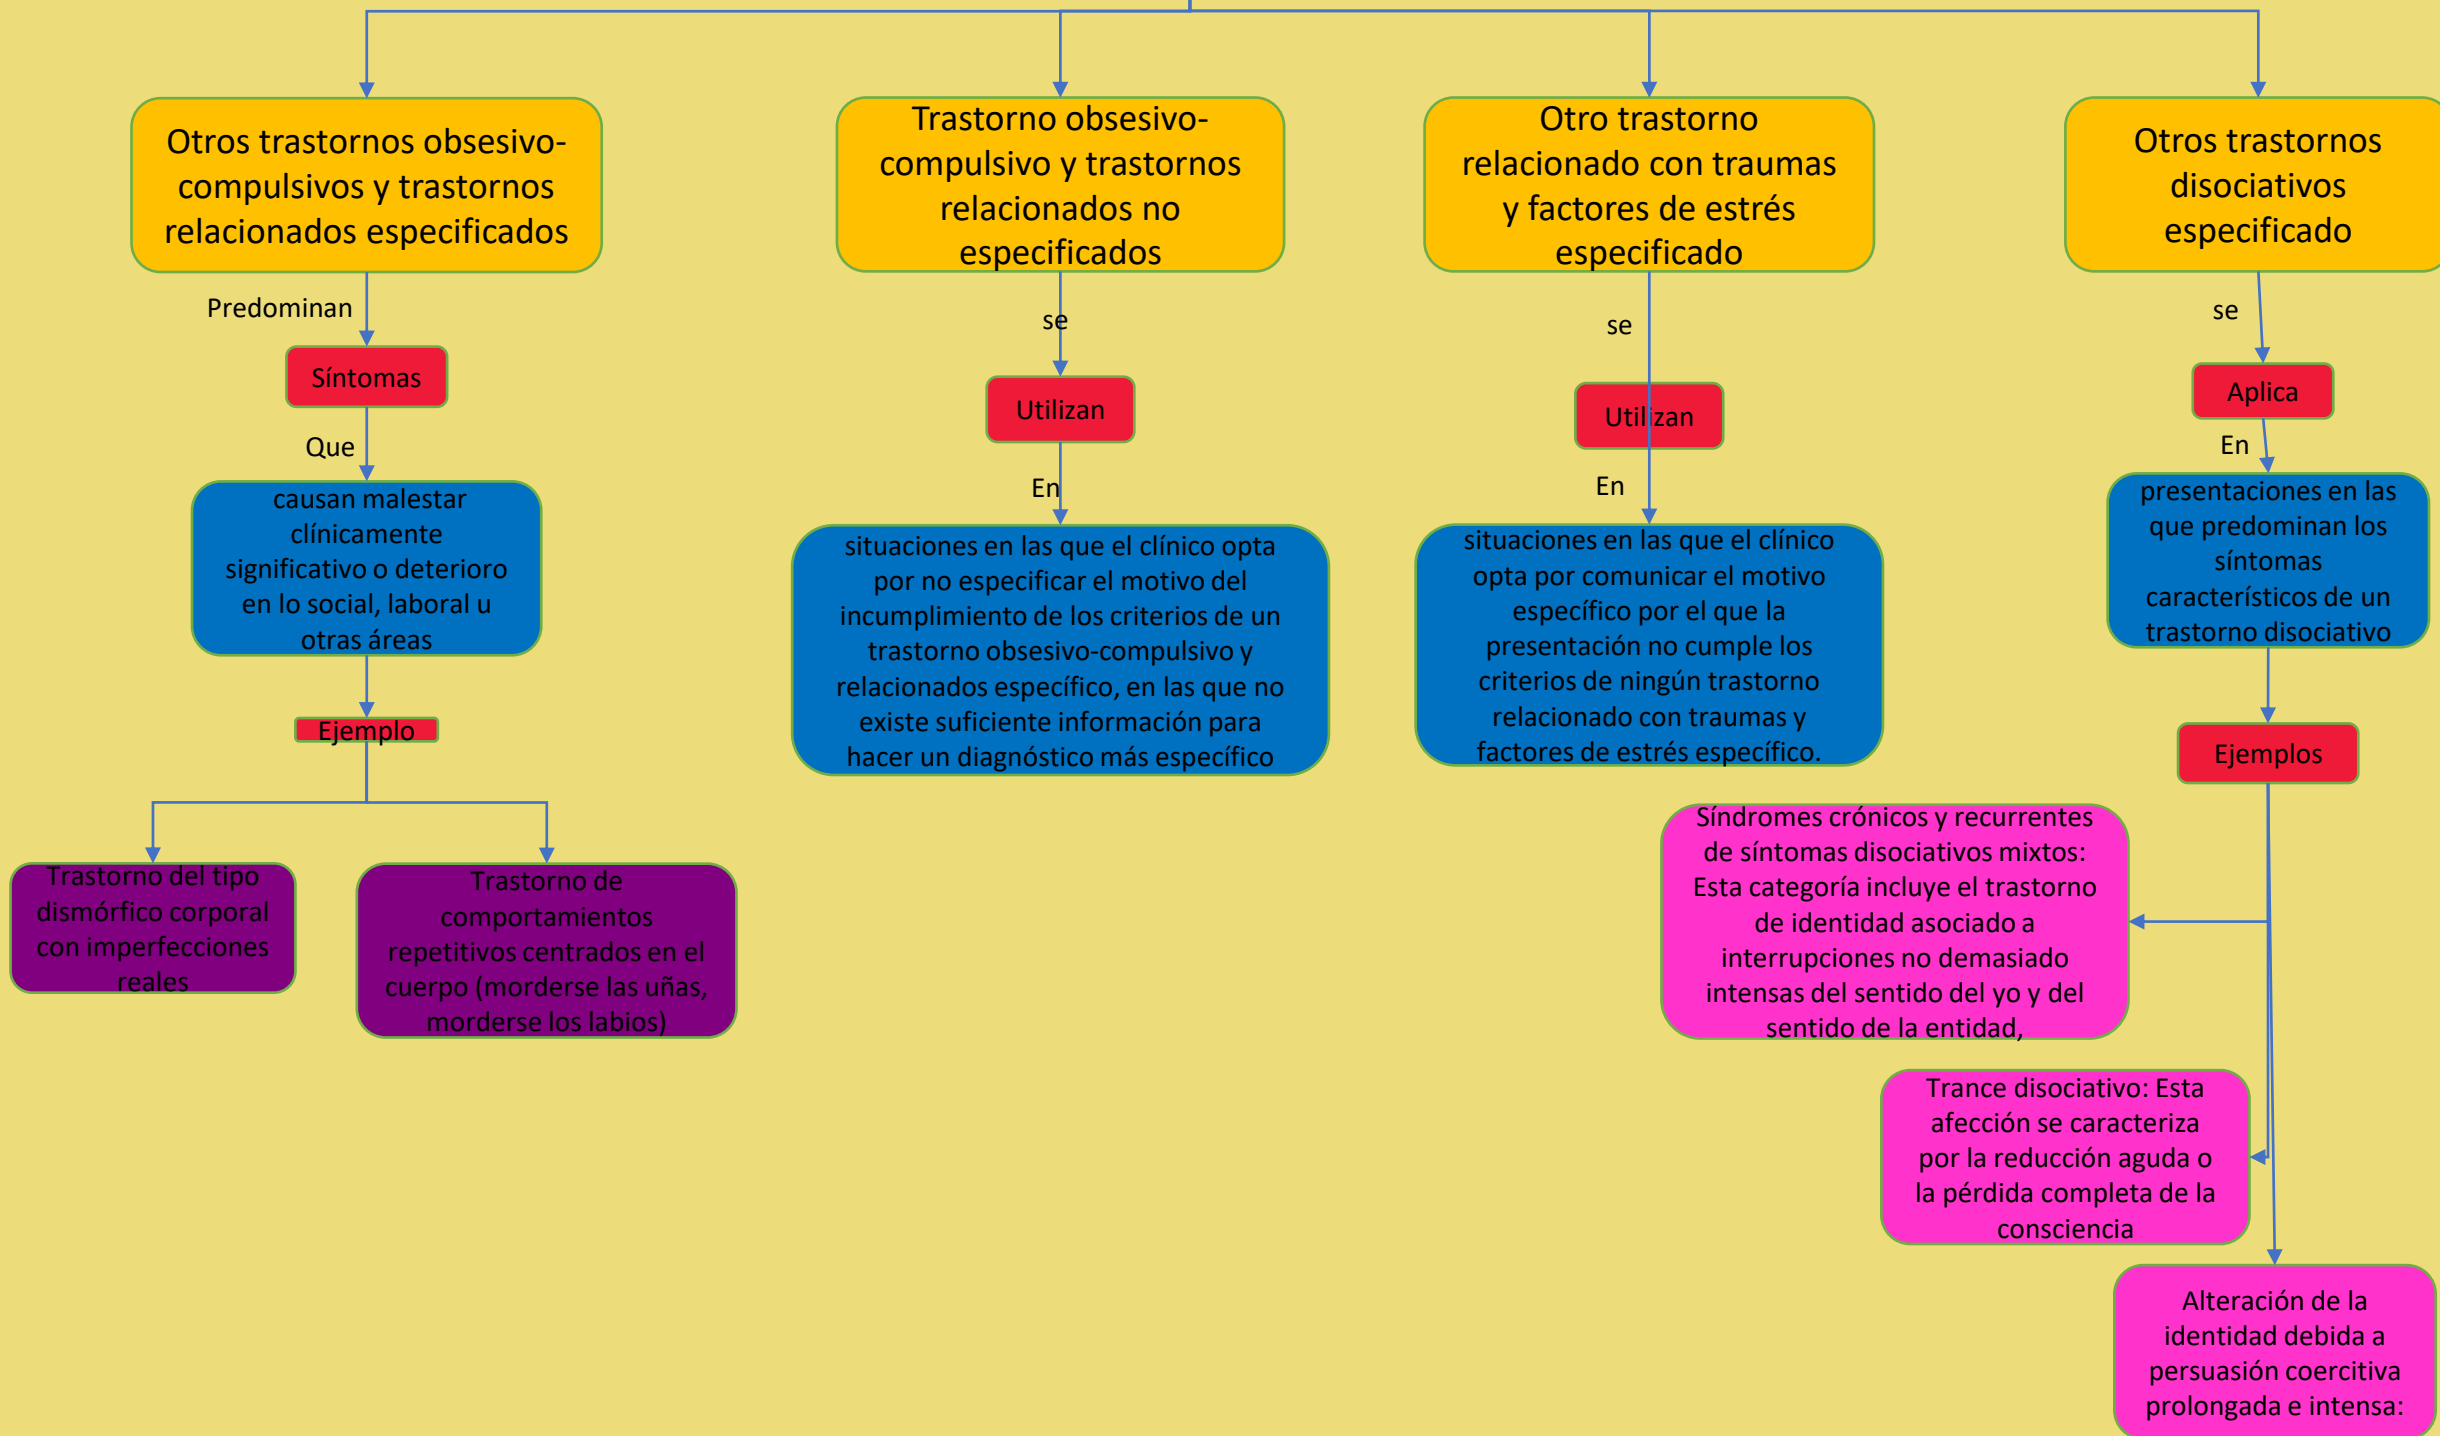 Otros trastornos obsesivo-
compulsivos y trastornos
relacionados especificados
Predominan
Síntomas
Que
causan malestar
clínicamente
significativo o deterioro
en lo social, laboral u
otras áreas
Ejemplo
Trastorno del tipo
dismórfico corporal
con imperfecciones
reales
Trastorno de
comportamientos
repetitivos centrados en el
cuerpo (morderse las uñas,
morderse los labios)
Trastorno obsesivo-
compulsivo y trastornos
relacionados no
especificados
se
Utilizan
En
situaciones en las que el clínico opta
por no especificar el motivo del
incumplimiento de los criterios de un
trastorno obsesivo-compulsivo y
relacionados específico, en las que no
existe suficiente información para
hacer un diagnóstico más específico
Otro trastorno
relacionado con traumas
y factores de estrés
especificado
se
Utilizan
En
situaciones en las que el clínico
opta por comunicar el motivo
específico por el que la
presentación no cumple los
criterios de ningún trastorno
relacionado con traumas y
factores de estrés específico.
Otros trastornos
disociativos
especificado
se
Aplica
En
presentaciones en las
que predominan los
síntomas
característicos de un
trastorno disociativo
Ejemplos
Síndromes crónicos y recurrentes
de síntomas disociativos mixtos:
Esta categoría incluye el trastorno
de identidad asociado a
interrupciones no demasiado
intensas del sentido del yo y del
sentido de la entidad,
Trance disociativo: Esta
afección se caracteriza
por la reducción aguda o
la pérdida completa de la
consciencia
Alteración de la
identidad debida a
persuasión coercitiva
prolongada e intensa: